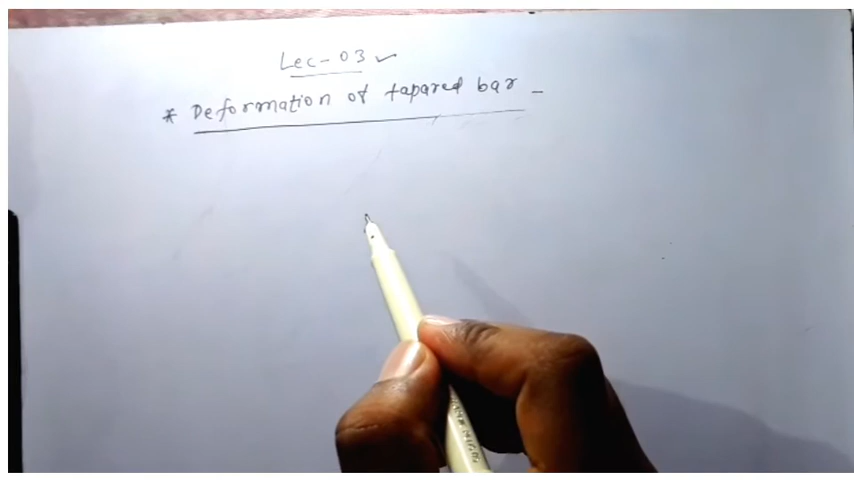 Lec-03 ✓
* Deformation of tapared bar -